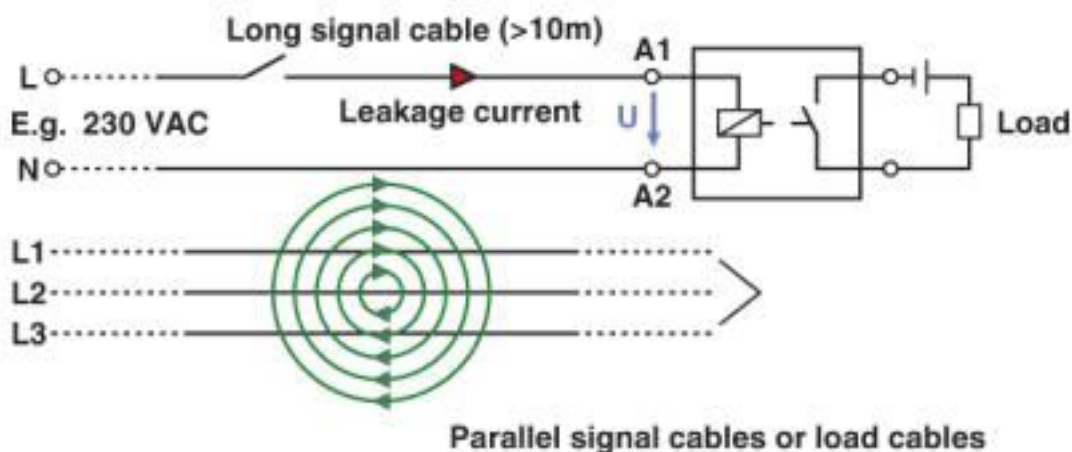 Long signal cable (>10m)
A1
L
Leakage current
U
E.g. 230 VAC
Load
N
A2
L1
L2
L3
Parallel signal cables or load cables